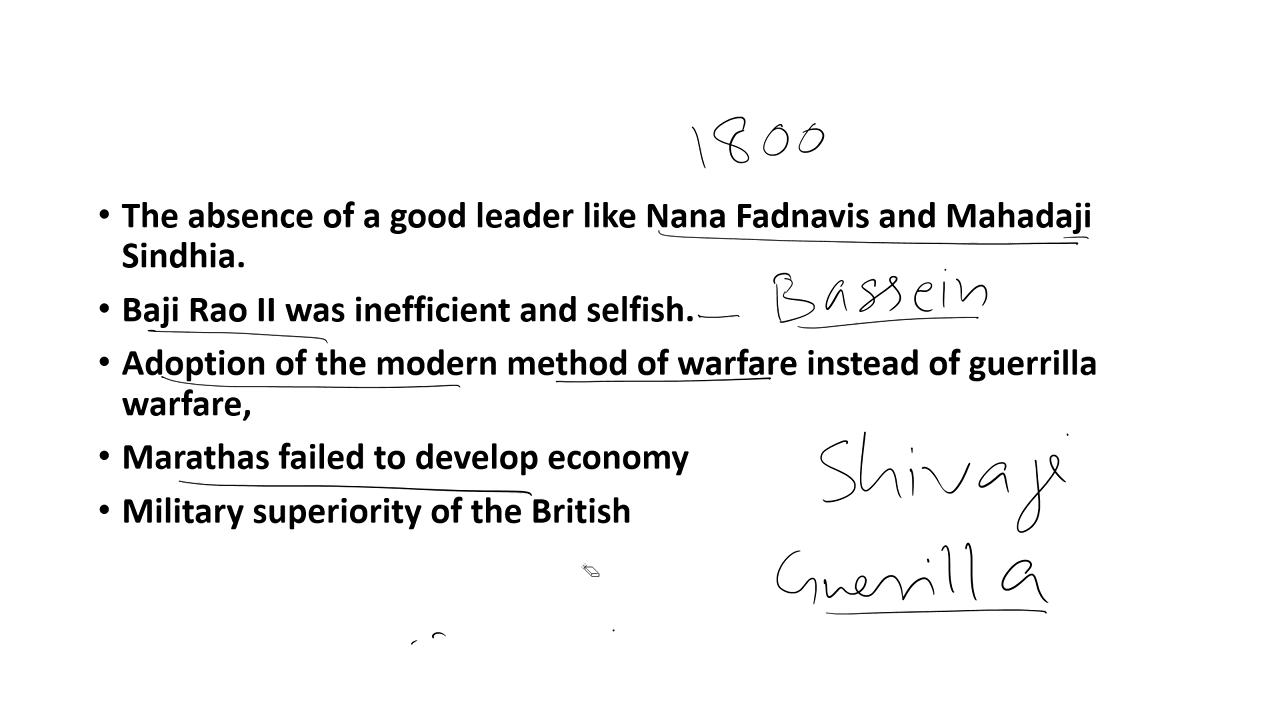 1800
• The absence of a good leader like Nana Fadnavis and Mahadaji
Sindhia.
• Baji Rao II was inefficient and selfish. — Bassein
• Adoption of the modern method of warfare instead of guerrilla
warfare,
• Marathas failed to develop economy
Shivaji
• Military superiority of the British
Guerilla